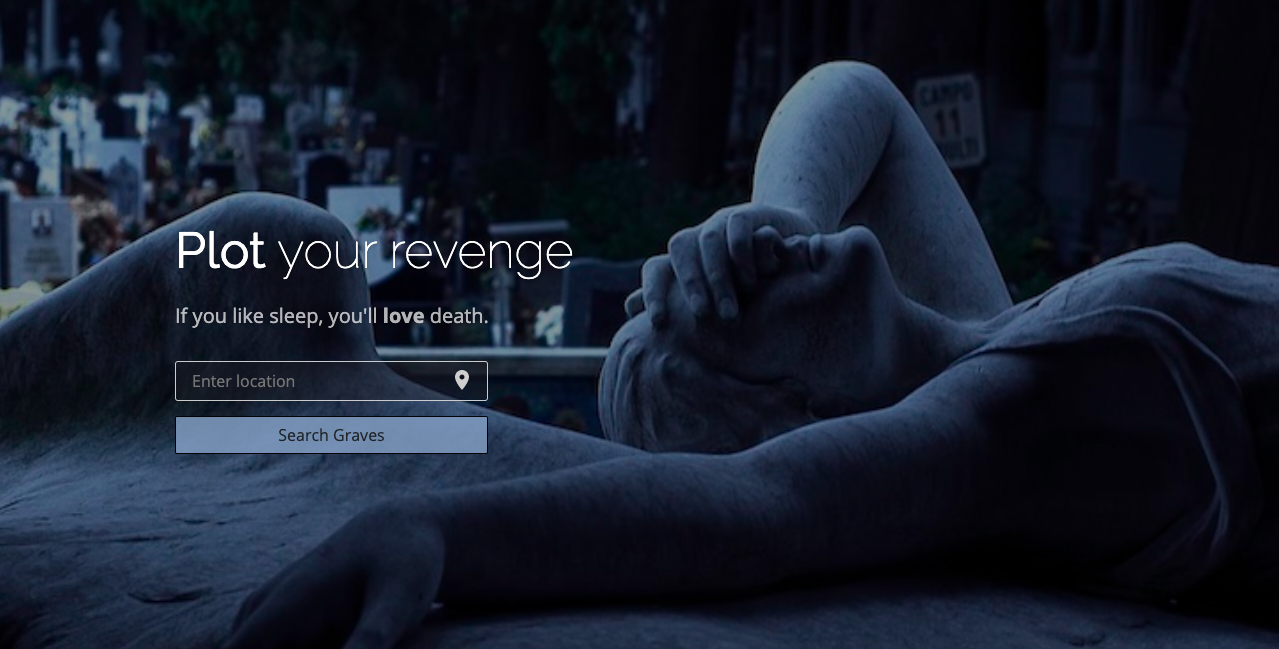 CAMPO
11
Plot your revenge
If you like sleep, you'll love death.
Enter location
Search Graves